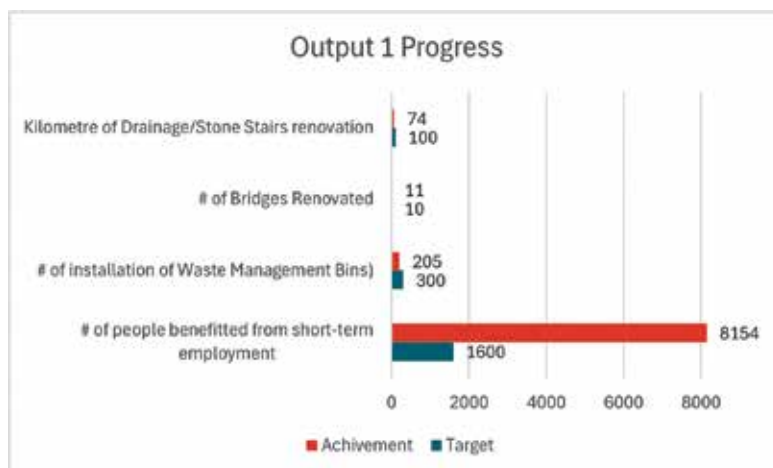 Output 1 Progress
Kilometre of Drainage/Stone Stairs renovation
74
100
# of Bridges Renovated
11
10
# of installation of Waste Management Bins)
205
300
# of people benefitted from short-term
employment
8154
1600
0 2000 4000 6000 8000
Achivement Target